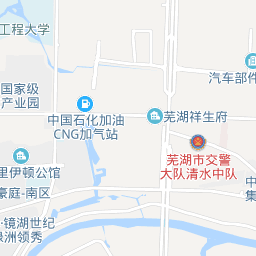 工程大学
汽车部件
国家级
产业园
中国石化加油
CNG加气站
芜湖祥生府
芜湖市交警
大队清水中队
里伊顿公馆
豪庭-南区
中
集
·镜湖世纪
绿洲领秀